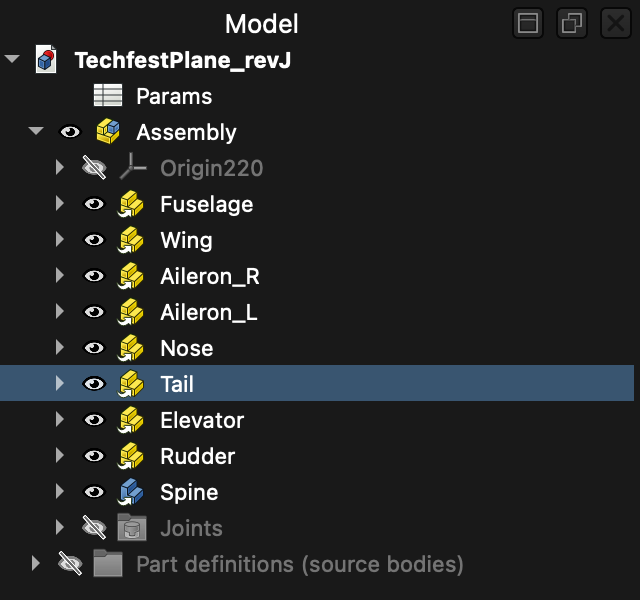 Model
TechfestPlane_revJ
Params
Assembly
Origin220
Fuselage
Wing
Aileron_R
Aileron_L
Nose
Tail
Elevator
Rudder
Spine
Joints
Part definitions (source bodies)